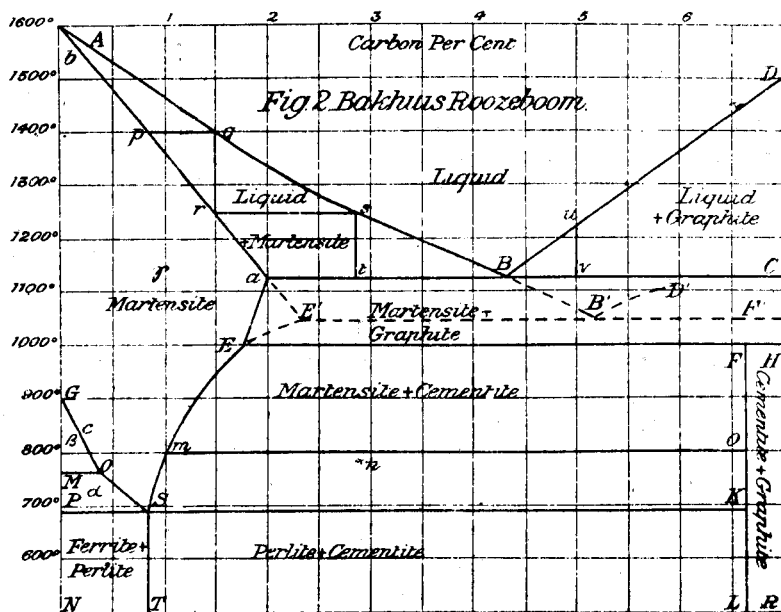 1 2 3 4 5 6
1600° A
Carbon Per Cent
b
D
1500°
Fig 2 Bakhuis Roozeboom.
1400° p q
Liquid
1300°
Liquid
+Graphite
r Liquid s
u
1200°
+Martensite
a t B v C
γ
1100°
Martensite
E' Martensite+ B' D' F'
Graphite
1000° E F H
900° G
Martensite+Cementite
c
800° ß m O
n
O
M
d
700° P S K
Cementite+Graphite
Ferrite+
Perlite
600°
Perlite+Cementite
N T L R